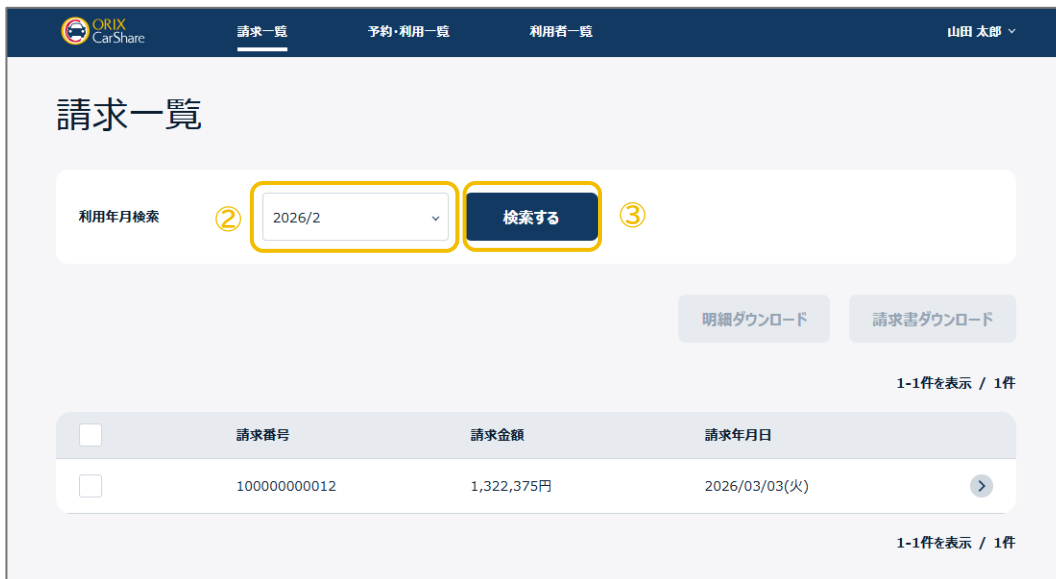 ORIX
CarShare
請求一覧
予約・利用一覧
利用者一覧
山田 太郎
請求一覧
利用年月検索
②
2026/2
検索する
③
明細ダウンロード
請求書ダウンロード
1-1件を表示 / 1件
請求番号
請求金額
請求年月日
100000000012
1,322,375円
2026/03/03(火)
1-1件を表示 / 1件